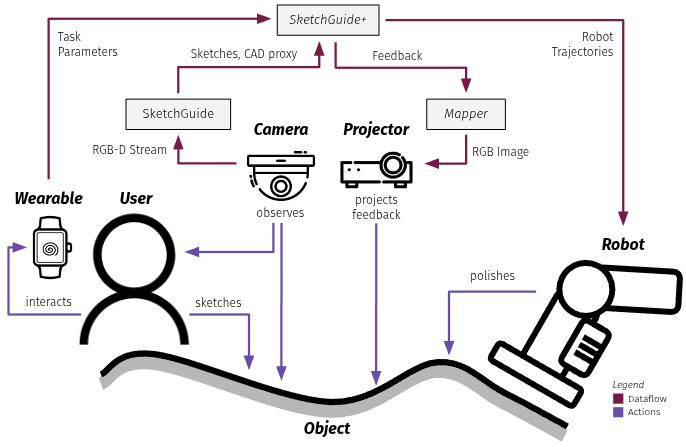 SketchGuide+
Task
Parameters
Sketches, CAD proxy
Feedback
Robot
Trajectories
SketchGuide
Mapper
Camera
Projector
RGB-D Stream
RGB Image
Wearable
User
observes
projects
feedback
Robot
interacts
sketches
polishes
Object
Legend
Dataflow
Actions